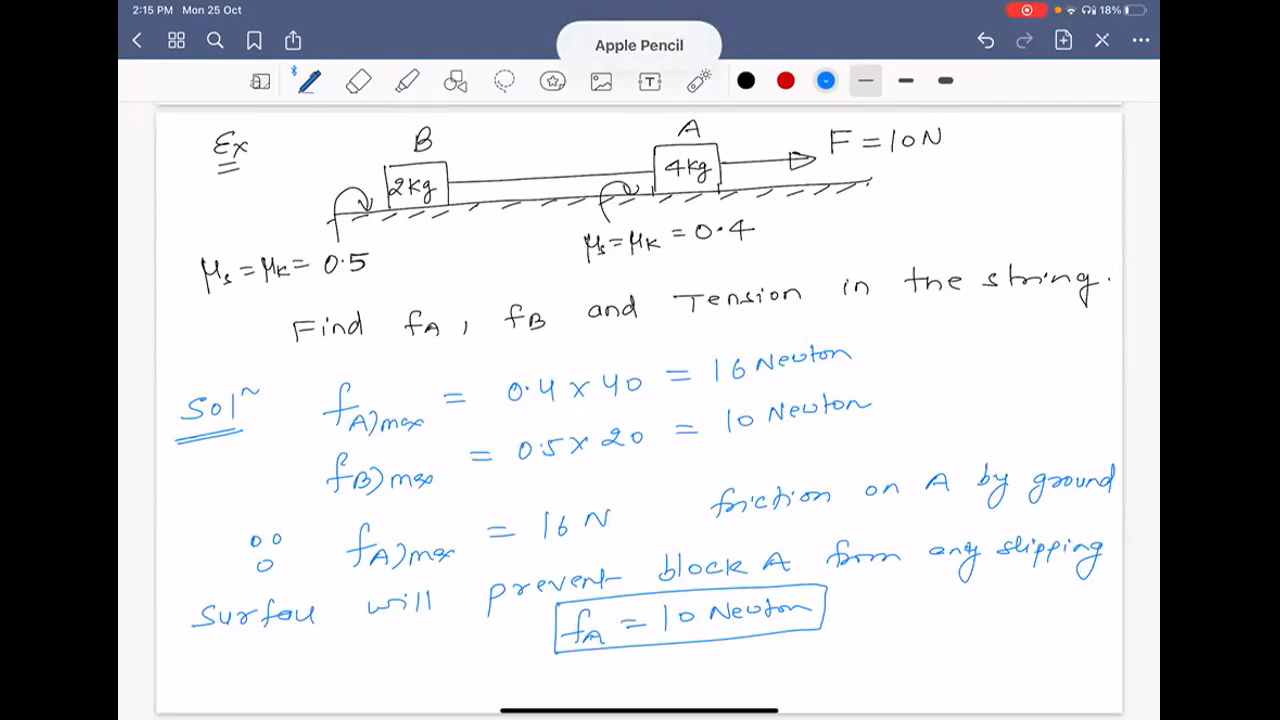 2:15 PM Mon 25 Oct
18%
Apple Pencil
Ex
B
A
2kg
4kg
F = 10N
μs = μk = 0.5
μs = μk = 0.4
Find fA, fB and Tension in the string.
Soln fA)max = 0.4 × 40 = 16 Newton
fB)max = 0.5 × 20 = 10 Newton
∵ fA)max = 16 N friction on A by ground
surface will prevent block A from any slipping
fA = 10 Newton